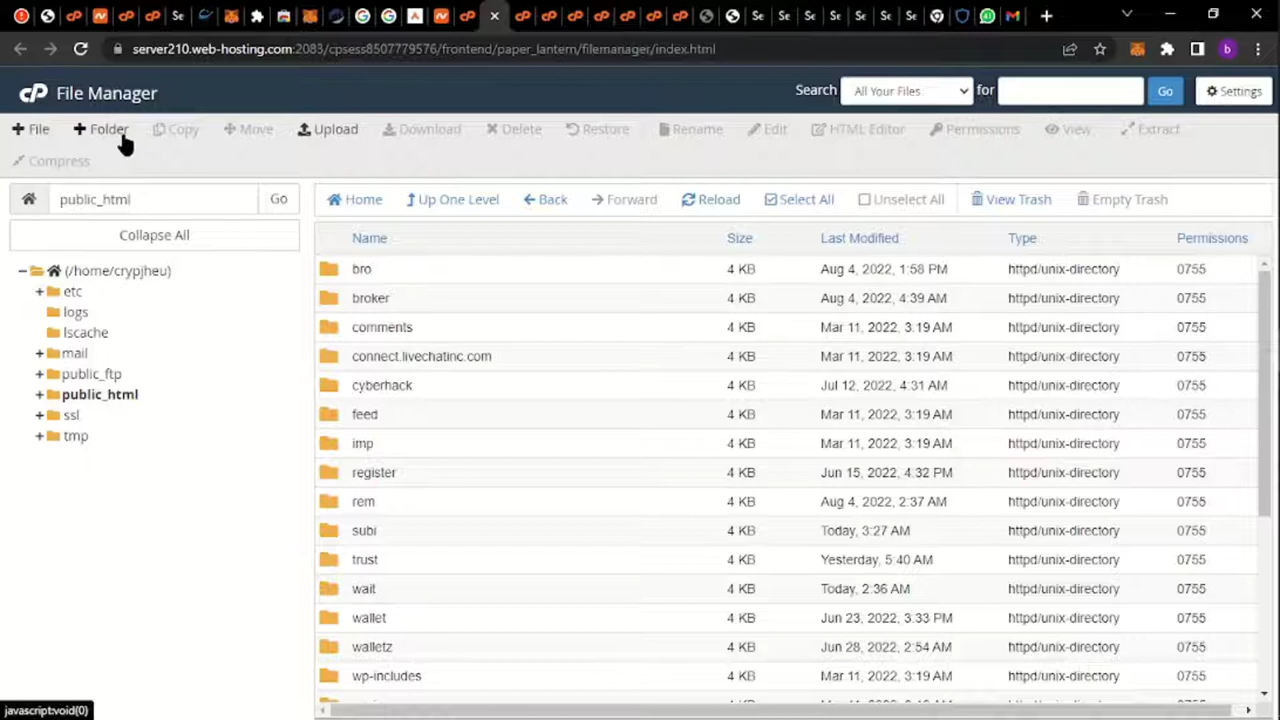 Se
Se Se Se Se Se Se
b
server210.web-hosting.com:2083/cpsess8507779576/frontend/paper_lantern/filemanager/index.html
cP File Manager
Search All Your Files for Go Settings
File Folder Copy Move Upload Download Delete Restore Rename Edit HTML Editor Permissions View Extract
Compress
public_html Go Home Up One Level Back Forward Reload Select All Unselect All View Trash Empty Trash
Collapse All
(/home/crypjheu)
etc
logs
lscache
mail
public_ftp
public_html
ssl
tmp
Name Size Last Modified Type Permissions
bro 4 KB Aug 4, 2022, 1:58 PM httpd/unix-directory 0755
broker 4 KB Aug 4, 2022, 4:39 AM httpd/unix-directory 0755
comments 4 KB Mar 11, 2022, 3:19 AM httpd/unix-directory 0755
connect.livechatinc.com 4 KB Mar 11, 2022, 3:19 AM httpd/unix-directory 0755
cyberhack 4 KB Jul 12, 2022, 4:31 AM httpd/unix-directory 0755
feed 4 KB Mar 11, 2022, 3:19 AM httpd/unix-directory 0755
imp 4 KB Mar 11, 2022, 3:19 AM httpd/unix-directory 0755
register 4 KB Jun 15, 2022, 4:32 PM httpd/unix-directory 0755
rem 4 KB Aug 4, 2022, 2:37 AM httpd/unix-directory 0755
subi 4 KB Today, 3:27 AM httpd/unix-directory 0755
trust 4 KB Yesterday, 5:40 AM httpd/unix-directory 0755
wait 4 KB Today, 2:36 AM httpd/unix-directory 0755
wallet 4 KB Jun 23, 2022, 3:33 PM httpd/unix-directory 0755
walletz 4 KB Jun 28, 2022, 2:54 AM httpd/unix-directory 0755
wp-includes 4 KB Mar 11, 2022, 3:19 AM httpd/unix-directory 0755
javascript:void(0)